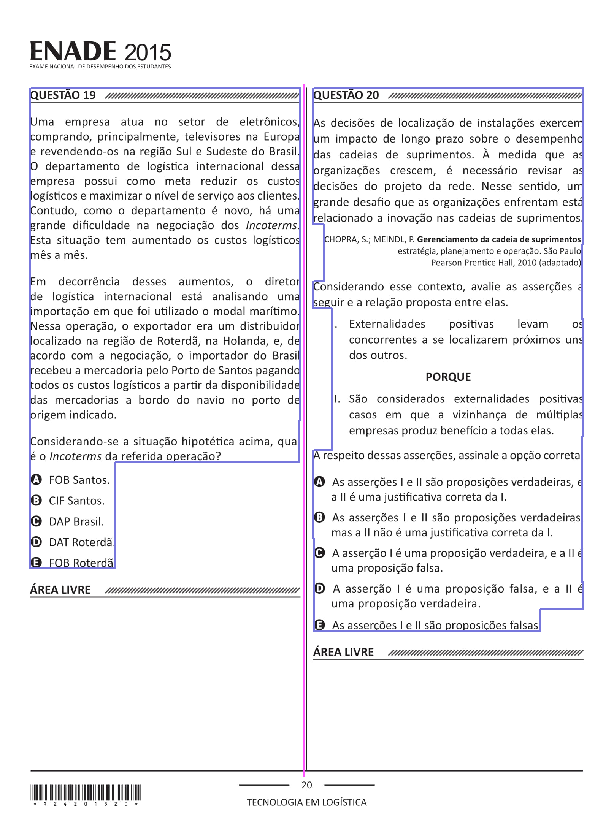 ENADE 2015
EXAME NACIONAL DE DESEMPENHO DOS ESTUDANTES
QUESTÃO 19
Uma empresa atua no setor de eletrônicos,
comprando, principalmente, televisores na Europa
e revendendo-os na região Sul e Sudeste do Brasil.
O departamento de logística internacional dessa
empresa possui como meta reduzir os custos
logísticos e maximizar o nível de serviço aos clientes.
Contudo, como o departamento é novo, há uma
grande dificuldade na negociação dos Incoterms.
Esta situação tem aumentado os custos logísticos
mês a mês.
Em decorrência desses aumentos, o diretor
de logística internacional está analisando uma
importação em que foi utilizado o modal marítimo.
Nessa operação, o exportador era um distribuidor
localizado na região de Roterdã, na Holanda, e, de
acordo com a negociação, o importador do Brasil
recebeu a mercadoria pelo Porto de Santos pagando
todos os custos logísticos a partir da disponibilidade
das mercadorias a bordo do navio no porto de
origem indicado.
Considerando-se a situação hipotética acima, qua
é o Incoterms da referida operação?
A FOB Santos.
B CIF Santos.
C DAP Brasil.
D DAT Roterdã.
E FOB Roterdã
ÁREA LIVRE
QUESTÃO 20
As decisões de localização de instalações exercem
um impacto de longo prazo sobre o desempenho
das cadeias de suprimentos. À medida que as
organizações crescem, é necessário revisar as
decisões do projeto da rede. Nesse sentido, um
grande desafio que as organizações enfrentam está
relacionado a inovação nas cadeias de suprimentos.
CHOPRA, S.; MEINDL, P. Gerenciamento da cadeia de suprimentos
estratégia, planejamento e operação. São Paulo
Pearson Prentice Hall, 2010 (adaptado)
Considerando esse contexto, avalie as asserções a
seguir e a relação proposta entre elas.
. Externalidades positivas levam os
concorrentes a se localizarem próximos uns
dos outros.
PORQUE
I. São considerados externalidades positivas
casos em que a vizinhança de múltiplas
empresas produz benefício a todas elas.
A respeito dessas asserções, assinale a opção correta
A As asserções I e II são proposições verdadeiras, e
a II é uma justificativa correta da I.
B As asserções I e II são proposições verdadeiras
mas a II não é uma justificativa correta da I.
C A asserção I é uma proposição verdadeira, e a II é
uma proposição falsa.
D A asserção I é uma proposição falsa, e a II é
uma proposição verdadeira.
E As asserções I e II são proposições falsas
ÁREA LIVRE
20
TECNOLOGIA EM LOGÍSTICA